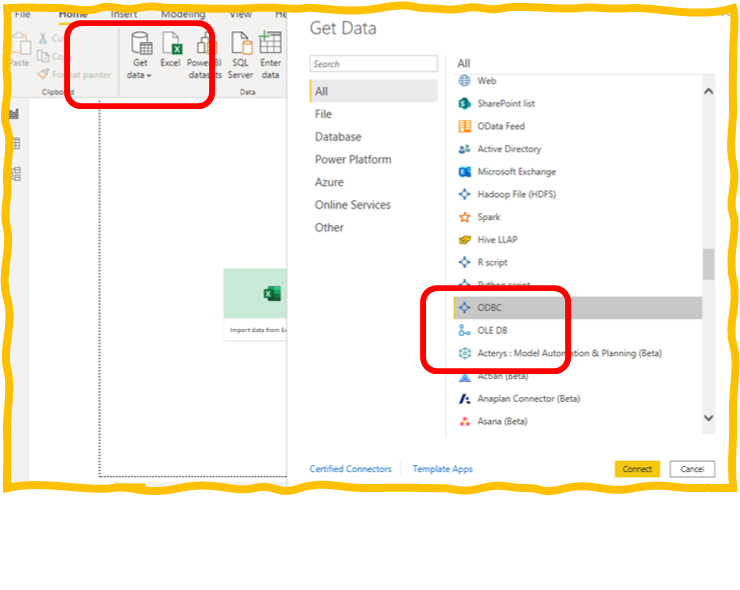 File Home Insert Modeling View He
Paste
Cut
Copy
Format painter
Clipboard
Get data
Excel
Power BI datasets
SQL Server
Enter data
Data
Import data from Ex
Get Data
Search
All
File
Database
Power Platform
Azure
Online Services
Other
All
Web
SharePoint list
OData Feed
Active Directory
Microsoft Exchange
Hadoop File (HDFS)
Spark
Hive LLAP
R script
Python script
ODBC
OLE DB
Acterys : Model Automation & Planning (Beta)
Actian (Beta)
Anaplan Connector (Beta)
Asana (Beta)
Certified Connectors
Template Apps
Connect
Cancel